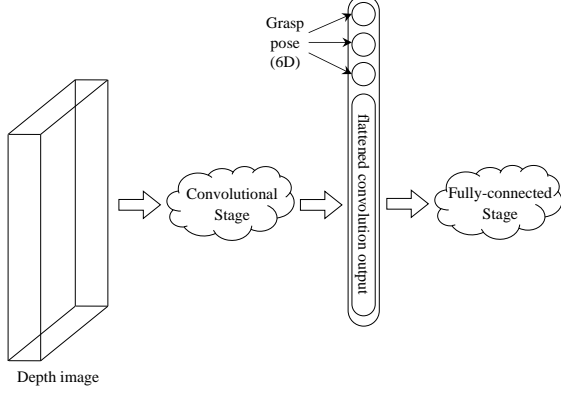 Grasp
pose
(6D)
flattened convolution output
Convolutional
Stage
Fully-connected
Stage
Depth image